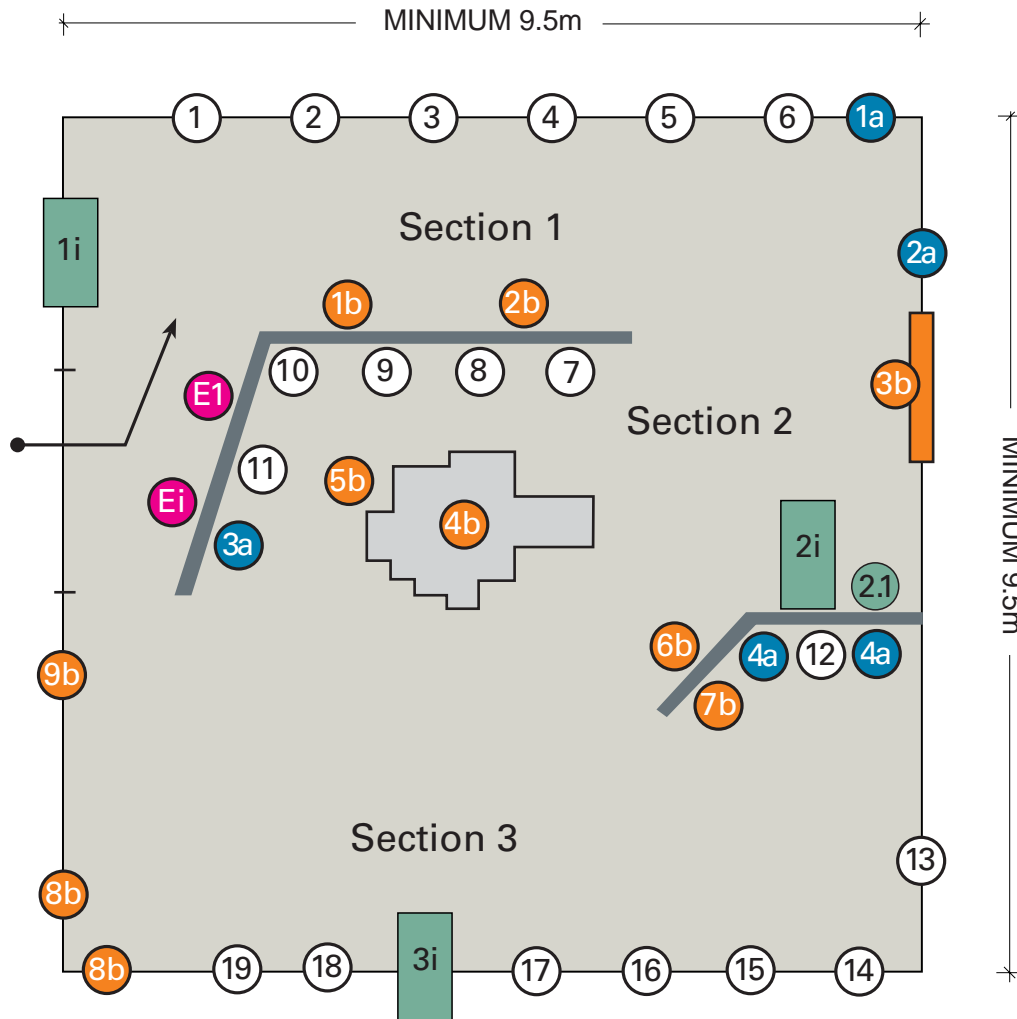 MINIMUM 9.5m
1 2 3 4 5 6 1a
1i
Section 1
2a
1b 2b
10 9 8 7
3b
E1
Section 2
11
5b
Ei
4b
3a
2i
2.1
MINIMUM 9.5m
6b
4a 12 4a
9b
7b
Section 3
13
8b
3i
8b 19 18 17 16 15 14